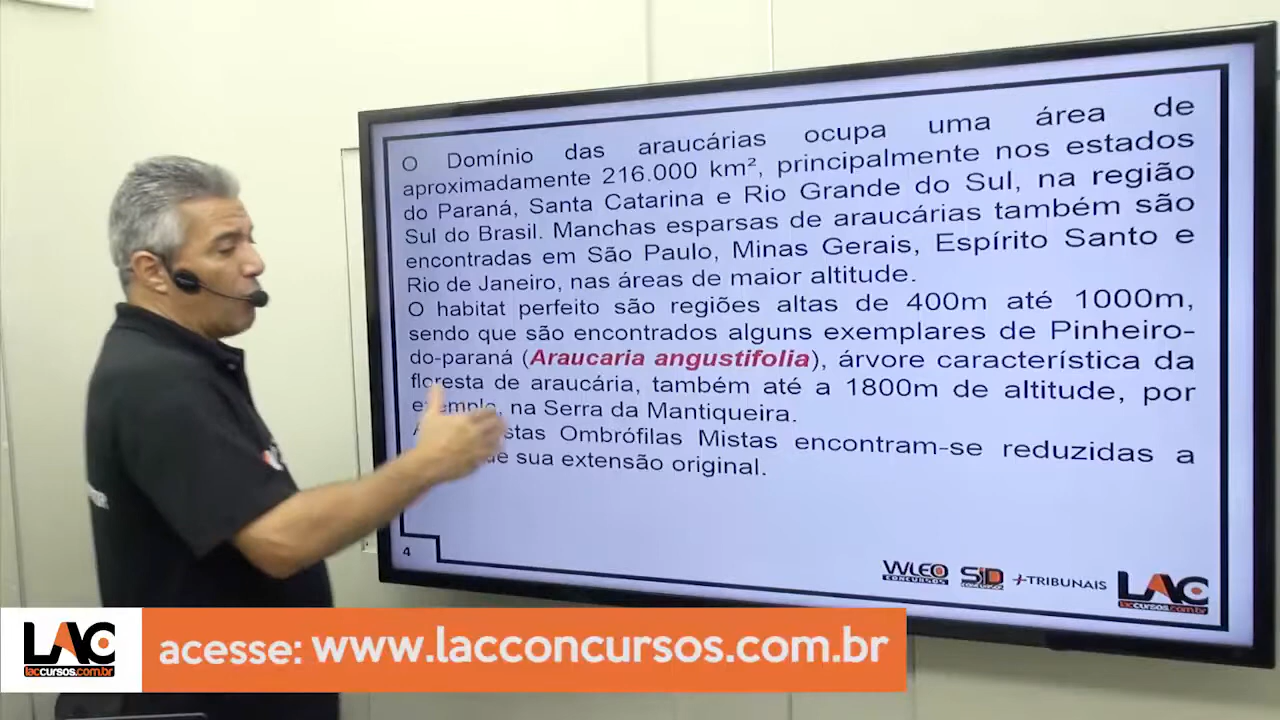 O Domínio das araucárias ocupa uma área de
aproximadamente 216.000 km², principalmente nos estados
do Paraná, Santa Catarina e Rio Grande do Sul, na região
Sul do Brasil. Manchas esparsas de araucárias também são
encontradas em São Paulo, Minas Gerais, Espírito Santo e
Rio de Janeiro, nas áreas de maior altitude.
O habitat perfeito são regiões altas de 400m até 1000m,
sendo que são encontrados alguns exemplares de Pinheiro-
do-paraná (Araucaria angustifolia), árvore característica da
floresta de araucária, também até a 1800m de altitude, por
exemplo, na Serra da Mantiqueira.
Ombrófilas Mistas encontram-se reduzidas a
sua extensão original.
4
WLEO CONCURSOS
SD
+TRIBUNAIS
LAC
laccursos.com.br
LAC
laccursos.com.br
acesse: www.lacconcursos.com.br